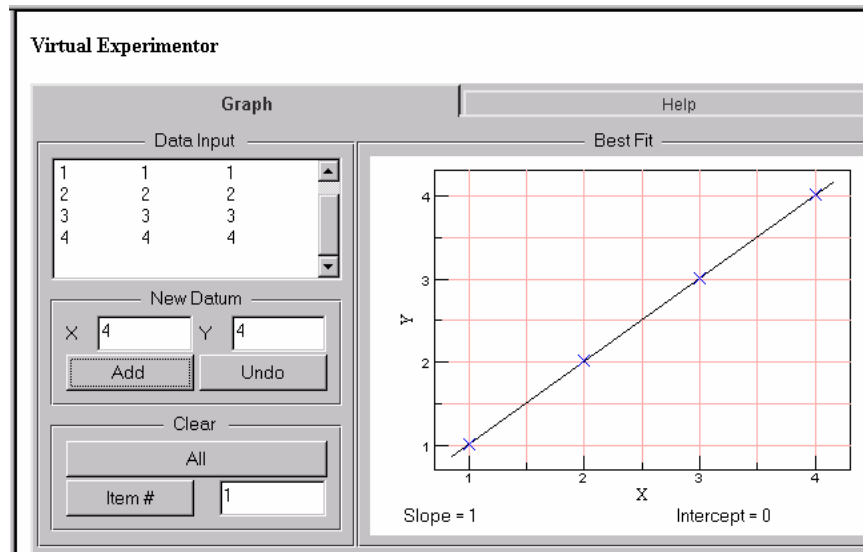 Virtual Experimentor
Graph
Help
Data Input
1 1 1
2 2 2
3 3 3
4 4 4
New Datum
X 4 Y 4
Add Undo
Clear
All
Item # 1
Best Fit
4
3
2
1
Y
1 2 3 4
X
Slope = 1 Intercept = 0